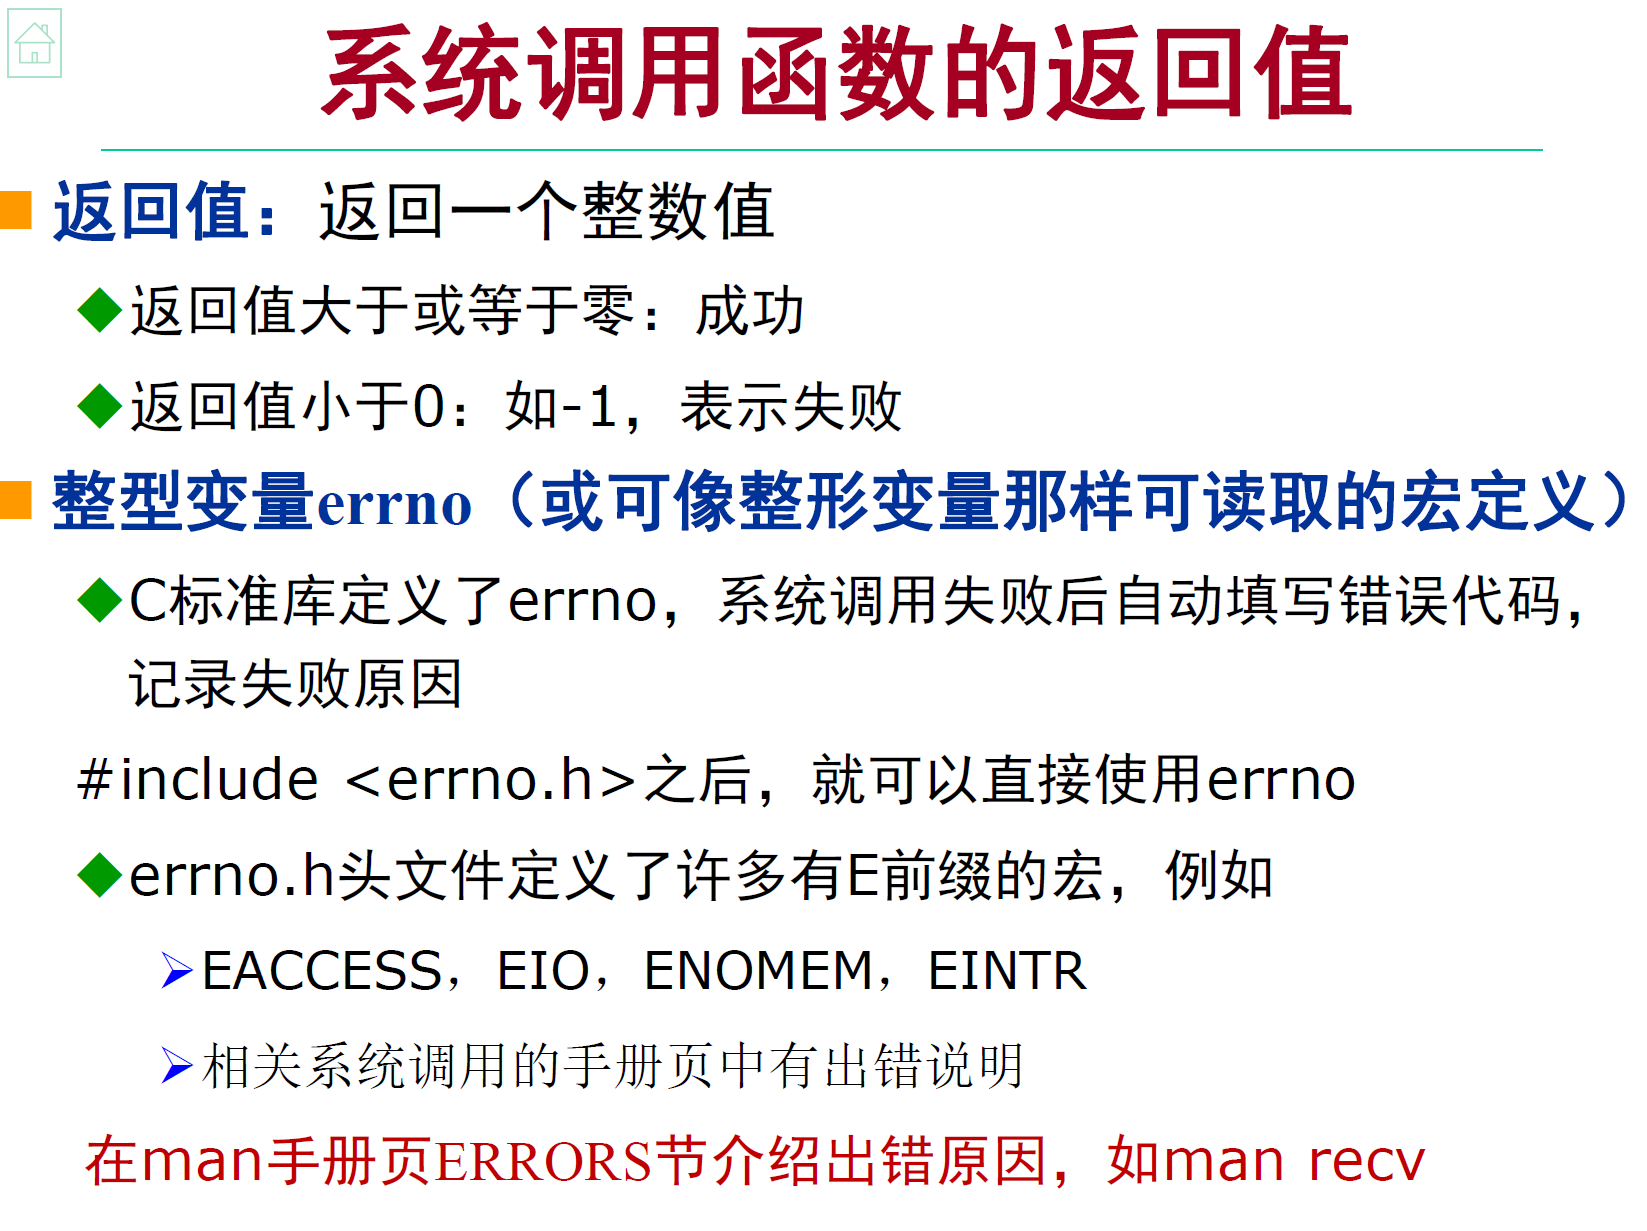 系统调用函数的返回值
返回值：返回一个整数值
返回值大于或等于零：成功
返回值小于0：如-1，表示失败
整型变量errno（或可像整形变量那样可读取的宏定义）
C标准库定义了errno，系统调用失败后自动填写错误代码，
记录失败原因
#include <errno.h>之后，就可以直接使用errno
errno.h头文件定义了许多有E前缀的宏，例如
EACCESS，EIO，ENOMEM，EINTR
相关系统调用的手册页中有出错说明
在man手册页ERRORS节介绍出错原因，如man recv